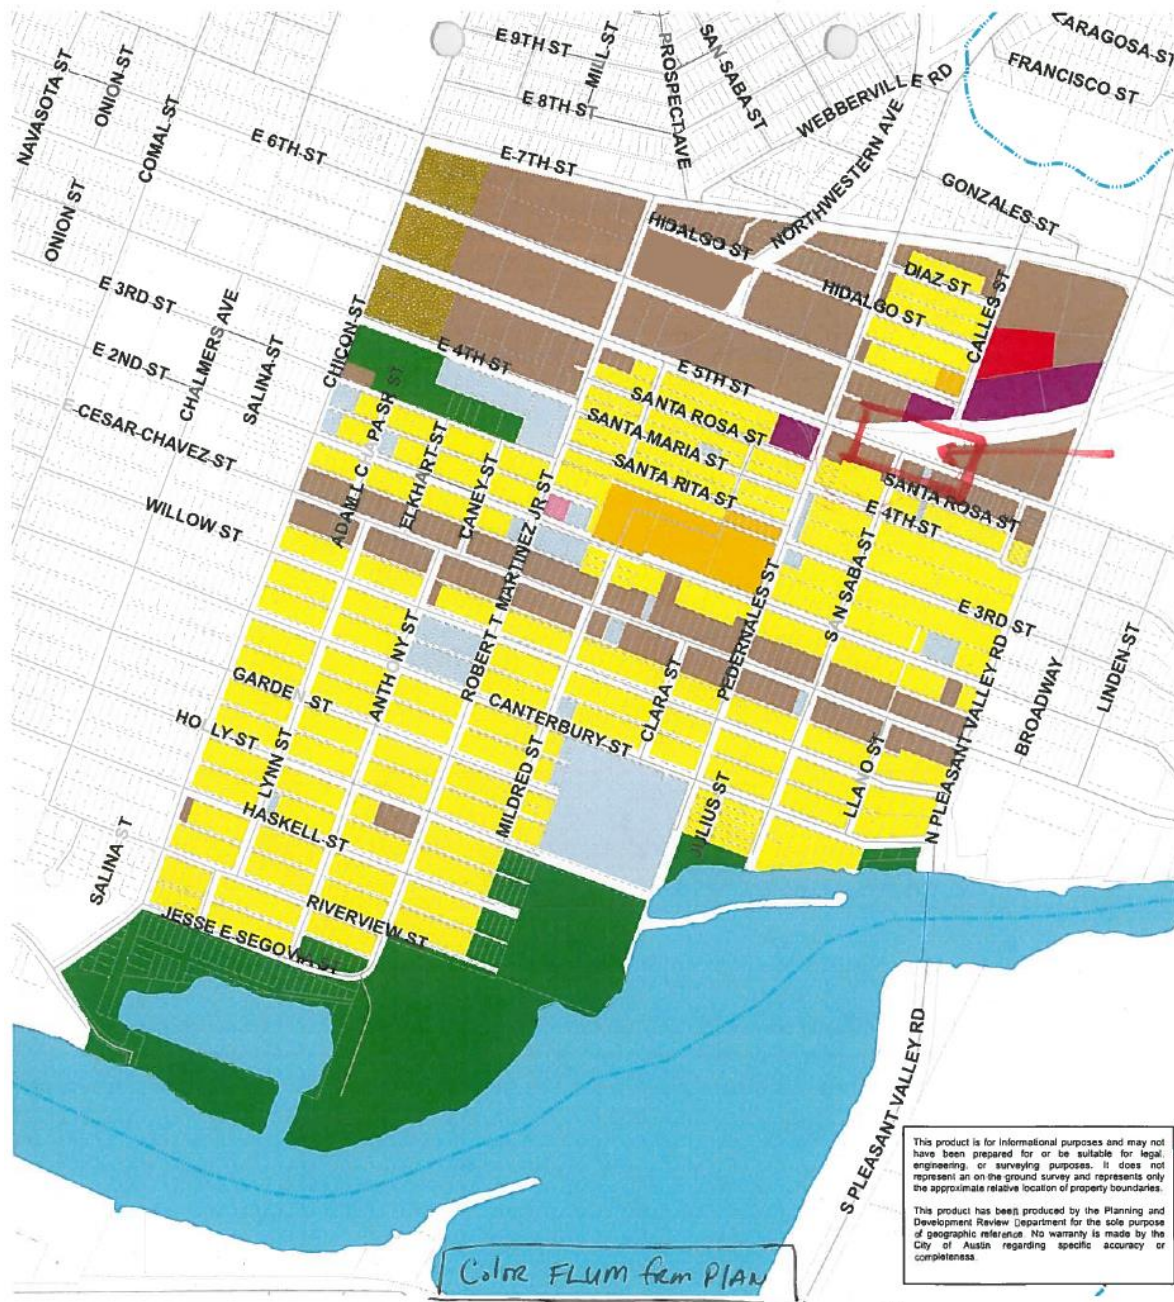 ZARAGOSA ST
FRANCISCO ST
E 9TH ST
MILL ST
PROSPECT AVE
SAN SABA ST
WEBBERVILLE RD
NAVASOTA ST
ONION ST
COMAL ST
E 8TH ST
NORTHWESTERN AVE
E 6TH ST
E 7TH ST
GONZALES ST
ONION ST
HIDALGO ST
DIAZ ST
HIDALGO ST
CALLES ST
E 3RD ST
CHALMERS AVE
SALINA ST
CHICON ST
E 4TH ST
E 5TH ST
E 2ND ST
E CESAR CHAVEZ ST
ADAM L CHAPA SR ST
ELKHART ST
CANEY ST
SANTA ROSA ST
SANTA MARIA ST
SANTA RITA ST
SANTA ROSA ST
E 4TH ST
WILLOW ST
ROBERT T MARTINEZ JR ST
PEDERNALES ST
SAN SABA ST
E 3RD ST
ANTHONY ST
CLARA ST
N PLEASANT VALLEY RD
BROADWAY
LINDEN ST
GARDEN ST
HOLLY ST
LYNN ST
CANTERBURY ST
MILDRED ST
JULIUS ST
LLANO ST
HASKELL ST
SALINA ST
RIVERVIEW ST
JESSE E SEGOVIA ST
S PLEASANT VALLEY RD
This product is for informational purposes and may not
have been prepared for or be suitable for legal,
engineering, or surveying purposes. It does not
represent an on-the-ground survey and represents only
the approximate relative location of property boundaries.
This product has been produced by the Planning and
Development Review Department for the sole purpose
of geographic reference. No warranty is made by the
City of Austin regarding specific accuracy or
completeness.
Color FLUM from PLAN